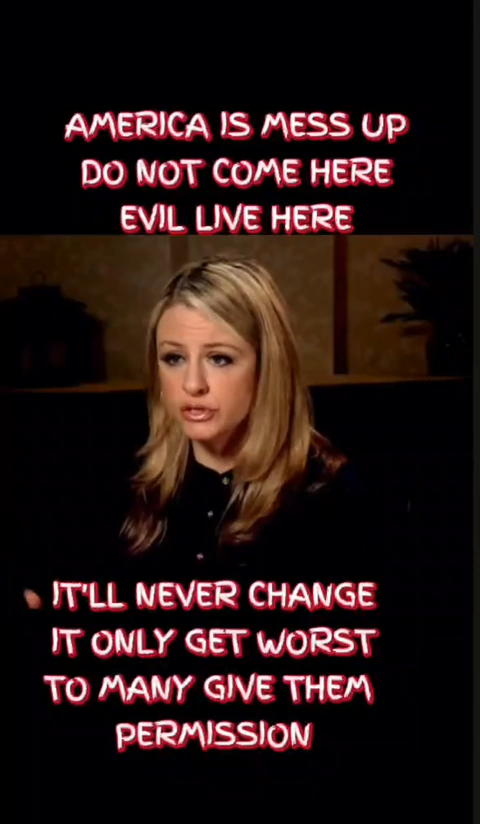 AMERICA IS MESS UP
DO NOT COME HERE
EVIL LIVE HERE
IT'LL NEVER CHANGE
IT ONLY GET WORST
TO MANY GIVE THEM
PERMISSION